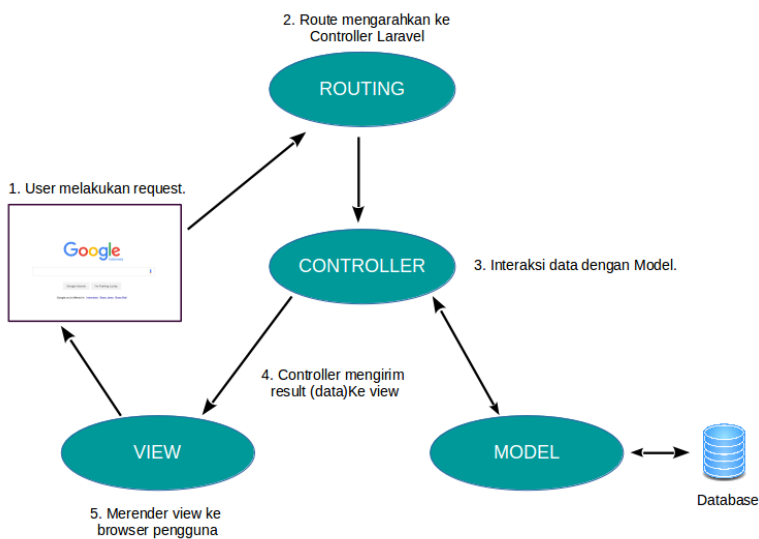 2. Route mengarahkan ke
Controller Laravel
ROUTING
1. User melakukan request.
Google
CONTROLLER
3. Interaksi data dengan Model.
4. Controller mengirim
result (data)Ke view
VIEW
MODEL
Database
5. Merender view ke
browser pengguna